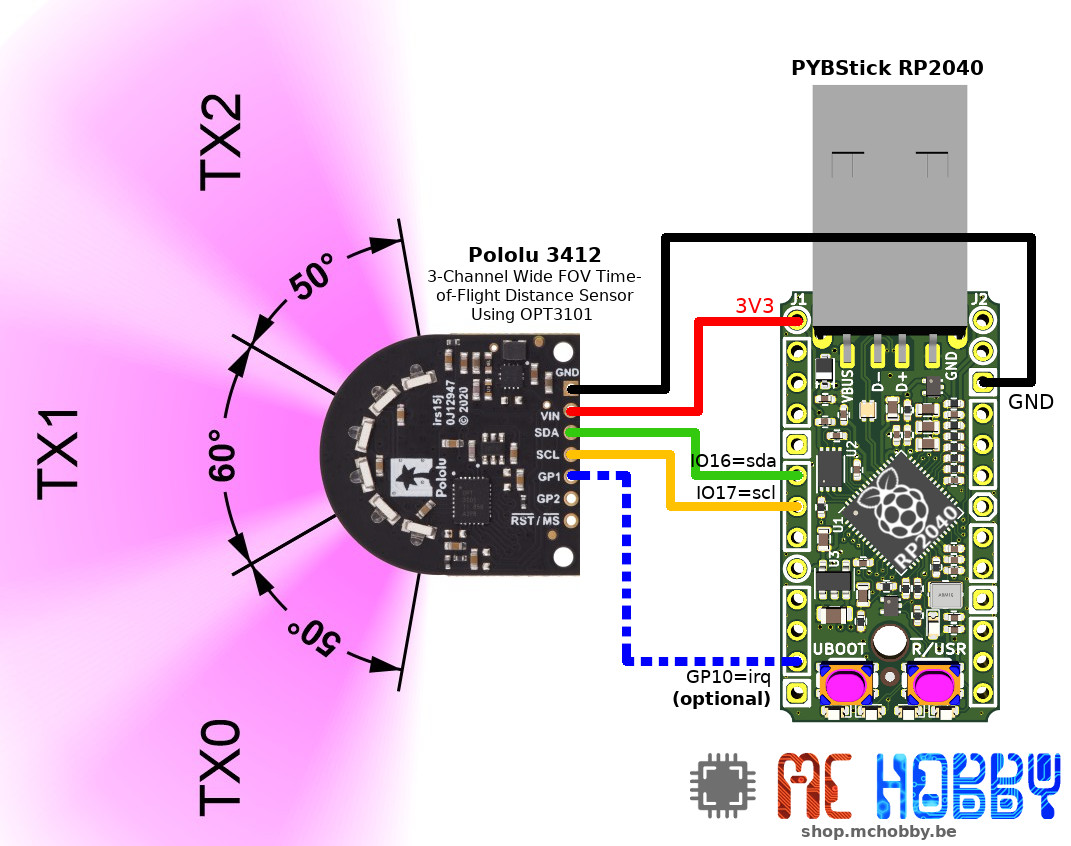 PYBStick RP2040
TX2
50°
Pololu 3412
3-Channel Wide FOV Time-
of-Flight Distance Sensor
Using OPT3101
3V3
J1
J2
GND
VBUS
D-
D+
GND
irs15j
0J12947
© 2020
GND
VIN
SDA
SCL
GP1
GP2
RST / MS
Pololu
TX1
60°
IO16=sda
IO17=scl
U2
U1
U3
RP2040
50°
TX0
GP10=irq
(optional)
UBOOT
R/USR
MC HOBBY
shop.mchobby.be